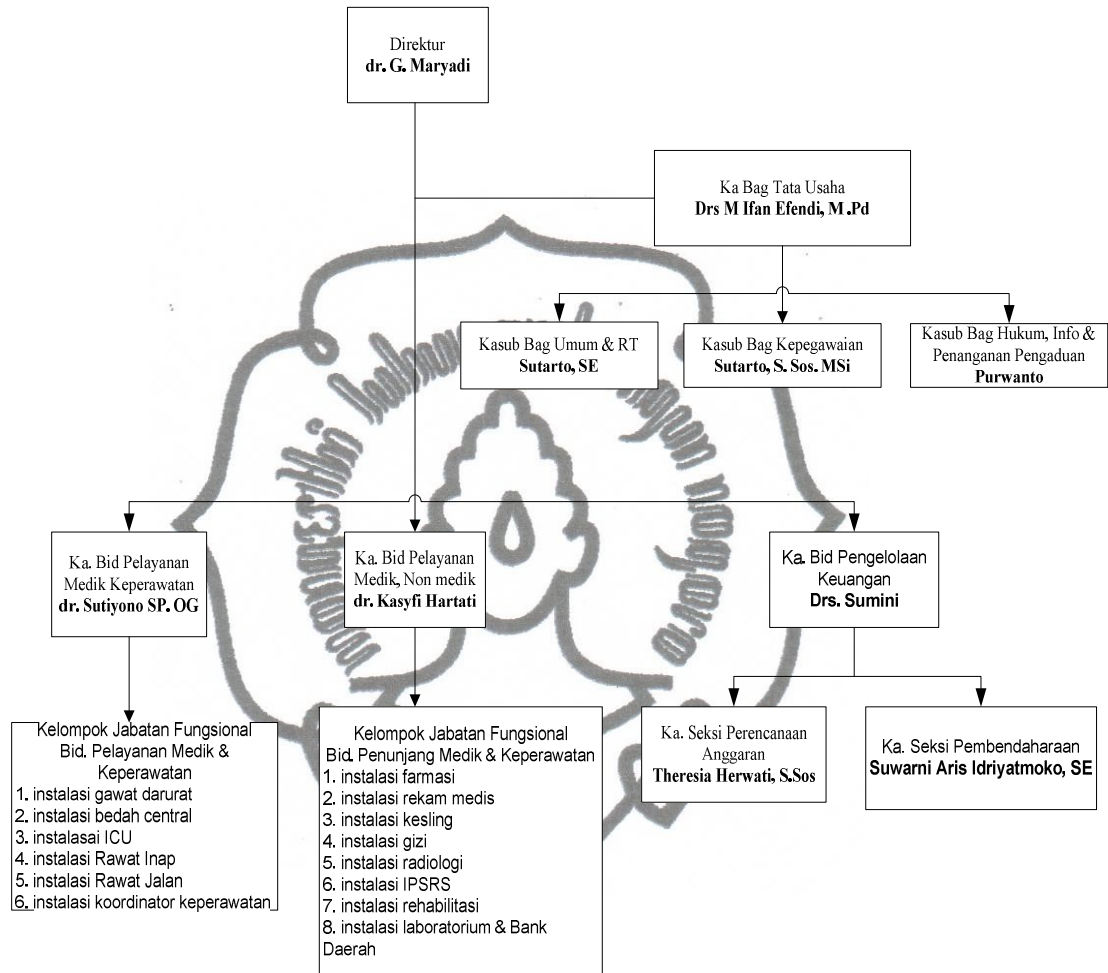 Direktur
dr. G. Maryadi
Ka Bag Tata Usaha
Drs M Ifan Efendi, M .Pd
Kasub Bag Umum & RT
Sutarto, SE
Kasub Bag Kepegawaian
Sutarto, S. Sos. MSi
Kasub Bag Hukum, Info &
Penanganan Pengaduan
Purwanto
Ka. Bid Pelayanan
Medik Keperawatan
dr. Sutiyono SP. OG
Ka. Bid Pelayanan
Medik, Non medik
dr. Kasyfi Hartati
Ka. Bid Pengelolaan
Keuangan
Drs. Sumini
Kelompok Jabatan Fungsional
Bid. Pelayanan Medik &
Keperawatan
1. instalasi gawat darurat
2. instalasi bedah central
3. instalasai ICU
4. instalasi Rawat Inap
5. instalasi Rawat Jalan
6. instalasi koordinator keperawatan
Kelompok Jabatan Fungsional
Bid. Penunjang Medik & Keperawatan
1. instalasi farmasi
2. instalasi rekam medis
3. instalasi kesling
4. instalasi gizi
5. instalasi radiologi
6. instalasi IPSRS
7. instalasi rehabilitasi
8. instalasi laboratorium & Bank
Daerah
Ka. Seksi Perencanaan
Anggaran
Theresia Herwati, S.Sos
Ka. Seksi Pembendaharaan
Suwarni Aris Idriyatmoko, SE